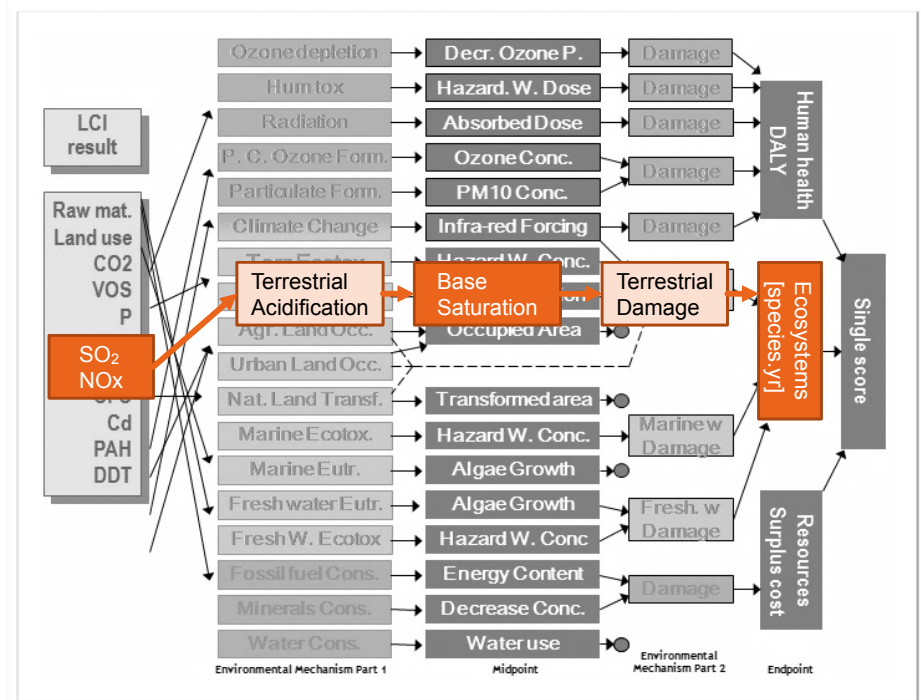 LCI
result
Raw mat.
Land use
CO2
VOS
P
SO₂
NOx
Cd
PAH
DDT
Ozone depletion
Hum tox
Radiation
P. C. Ozone Form.
Particulate Form.
Climate Change
Terrestrial
Acidification
Agr. Land Occ.
Urban Land Occ.
Nat. Land Transf.
Marine Ecotox.
Marine Eutr.
Fresh water Eutr.
Fresh W. Ecotox
Fossil fuel Cons.
Minerals Cons.
Water Cons.
Environmental Mechanism Part 1
Decr. Ozone P.
Hazard. W. Dose
Absorbed Dose
Ozone Conc.
PM10 Conc.
Infra-red Forcing
Hazard W. Conc.
Base
Saturation
Occupied Area
Transformed area
Hazard W. Conc.
Algae Growth
Algae Growth
Hazard W. Conc
Energy Content
Decrease Conc.
Water use
Midpoint
Damage
Damage
Damage
Damage
Damage
Terrestrial
Damage
Marine w
Damage
Fresh. w
Damage
Damage
Environmental
Mechanism Part 2
Human health
DALY
Ecosystems
[species.yr]
Resources
Surplus cost
Endpoint
Single score